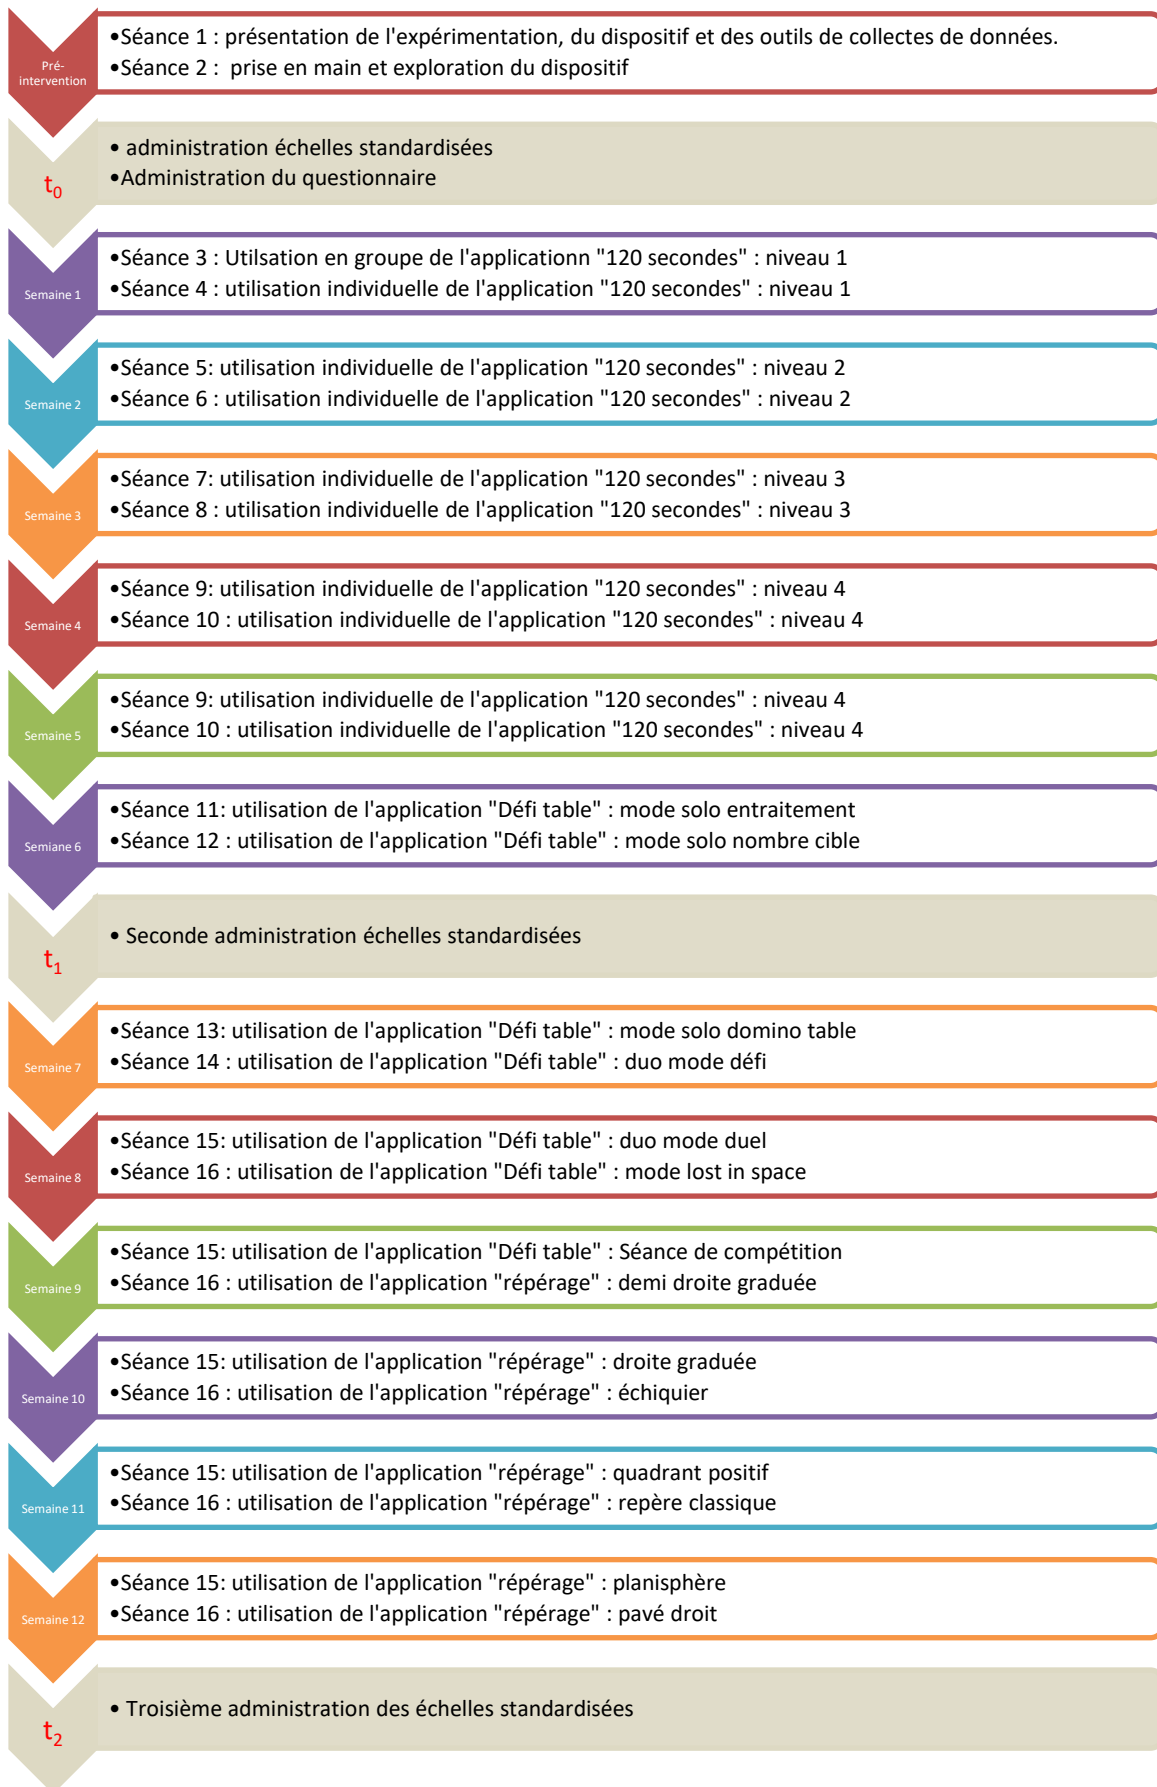 Pré-
intervention
•Séance 1 : présentation de l'expérimentation, du dispositif et des outils de collectes de données.
•Séance 2 : prise en main et exploration du dispositif
t₀
• administration échelles standardisées
•Administration du questionnaire
Semaine 1
•Séance 3 : Utilsation en groupe de l'applicationn "120 secondes" : niveau 1
•Séance 4 : utilisation individuelle de l'application "120 secondes" : niveau 1
Semaine 2
•Séance 5: utilisation individuelle de l'application "120 secondes" : niveau 2
•Séance 6 : utilisation individuelle de l'application "120 secondes" : niveau 2
Semaine 3
•Séance 7: utilisation individuelle de l'application "120 secondes" : niveau 3
•Séance 8 : utilisation individuelle de l'application "120 secondes" : niveau 3
Semaine 4
•Séance 9: utilisation individuelle de l'application "120 secondes" : niveau 4
•Séance 10 : utilisation individuelle de l'application "120 secondes" : niveau 4
Semaine 5
•Séance 9: utilisation individuelle de l'application "120 secondes" : niveau 4
•Séance 10 : utilisation individuelle de l'application "120 secondes" : niveau 4
Semiane 6
•Séance 11: utilisation de l'application "Défi table" : mode solo entraitement
•Séance 12 : utilisation de l'application "Défi table" : mode solo nombre cible
t₁
• Seconde administration échelles standardisées
Semaine 7
•Séance 13: utilisation de l'application "Défi table" : mode solo domino table
•Séance 14 : utilisation de l'application "Défi table" : duo mode défi
Semaine 8
•Séance 15: utilisation de l'application "Défi table" : duo mode duel
•Séance 16 : utilisation de l'application "Défi table" : mode lost in space
Semaine 9
•Séance 15: utilisation de l'application "Défi table" : Séance de compétition
•Séance 16 : utilisation de l'application "répérage" : demi droite graduée
Semaine 10
•Séance 15: utilisation de l'application "répérage" : droite graduée
•Séance 16 : utilisation de l'application "répérage" : échiquier
Semaine 11
•Séance 15: utilisation de l'application "répérage" : quadrant positif
•Séance 16 : utilisation de l'application "répérage" : repère classique
Semaine 12
•Séance 15: utilisation de l'application "répérage" : planisphère
•Séance 16 : utilisation de l'application "répérage" : pavé droit
t₂
• Troisième administration des échelles standardisées